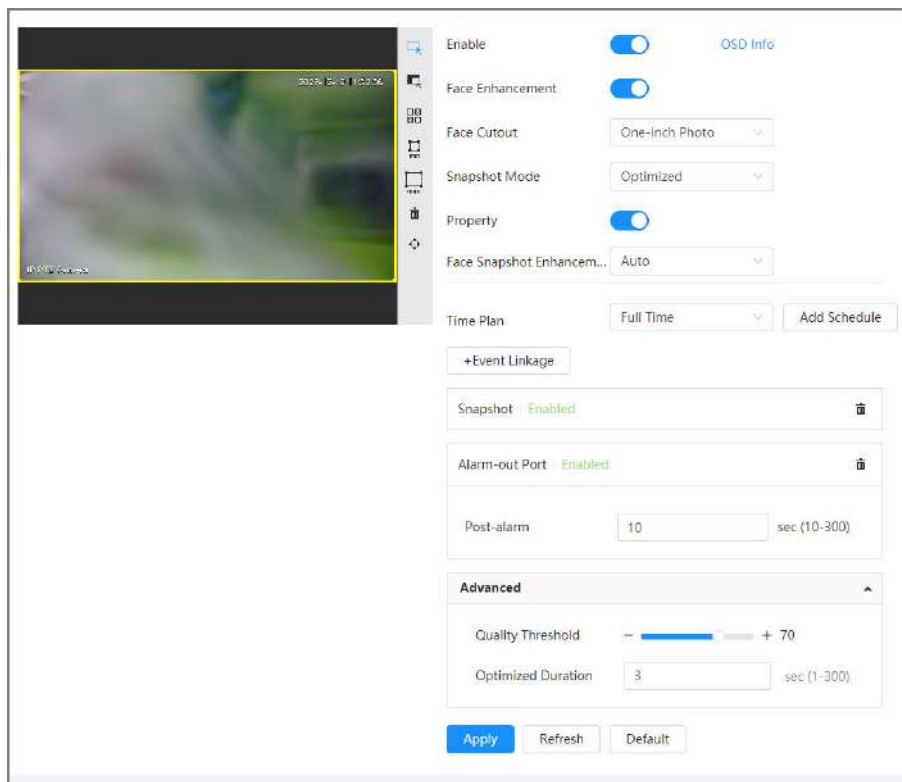 Enable
OSD Info
Face Enhancement
Face Cutout
One-inch Photo
Snapshot Mode
Optimized
Property
Face Snapshot Enhancem...
Auto
Time Plan
Full Time
Add Schedule
+Event Linkage
Snapshot Enabled
Alarm-out Port Enabled
Post-alarm
10
sec (10-300)
Advanced
Quality Threshold
− + 70
Optimized Duration
3
sec (1-300)
Apply
Refresh
Default